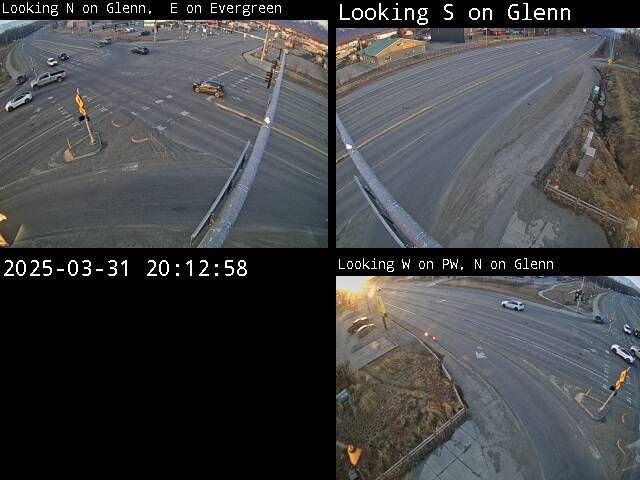 Looking N on Glenn,  E on Evergreen
Looking S on Glenn
2025-03-31 20:12:58
Looking W on PW, N on Glenn